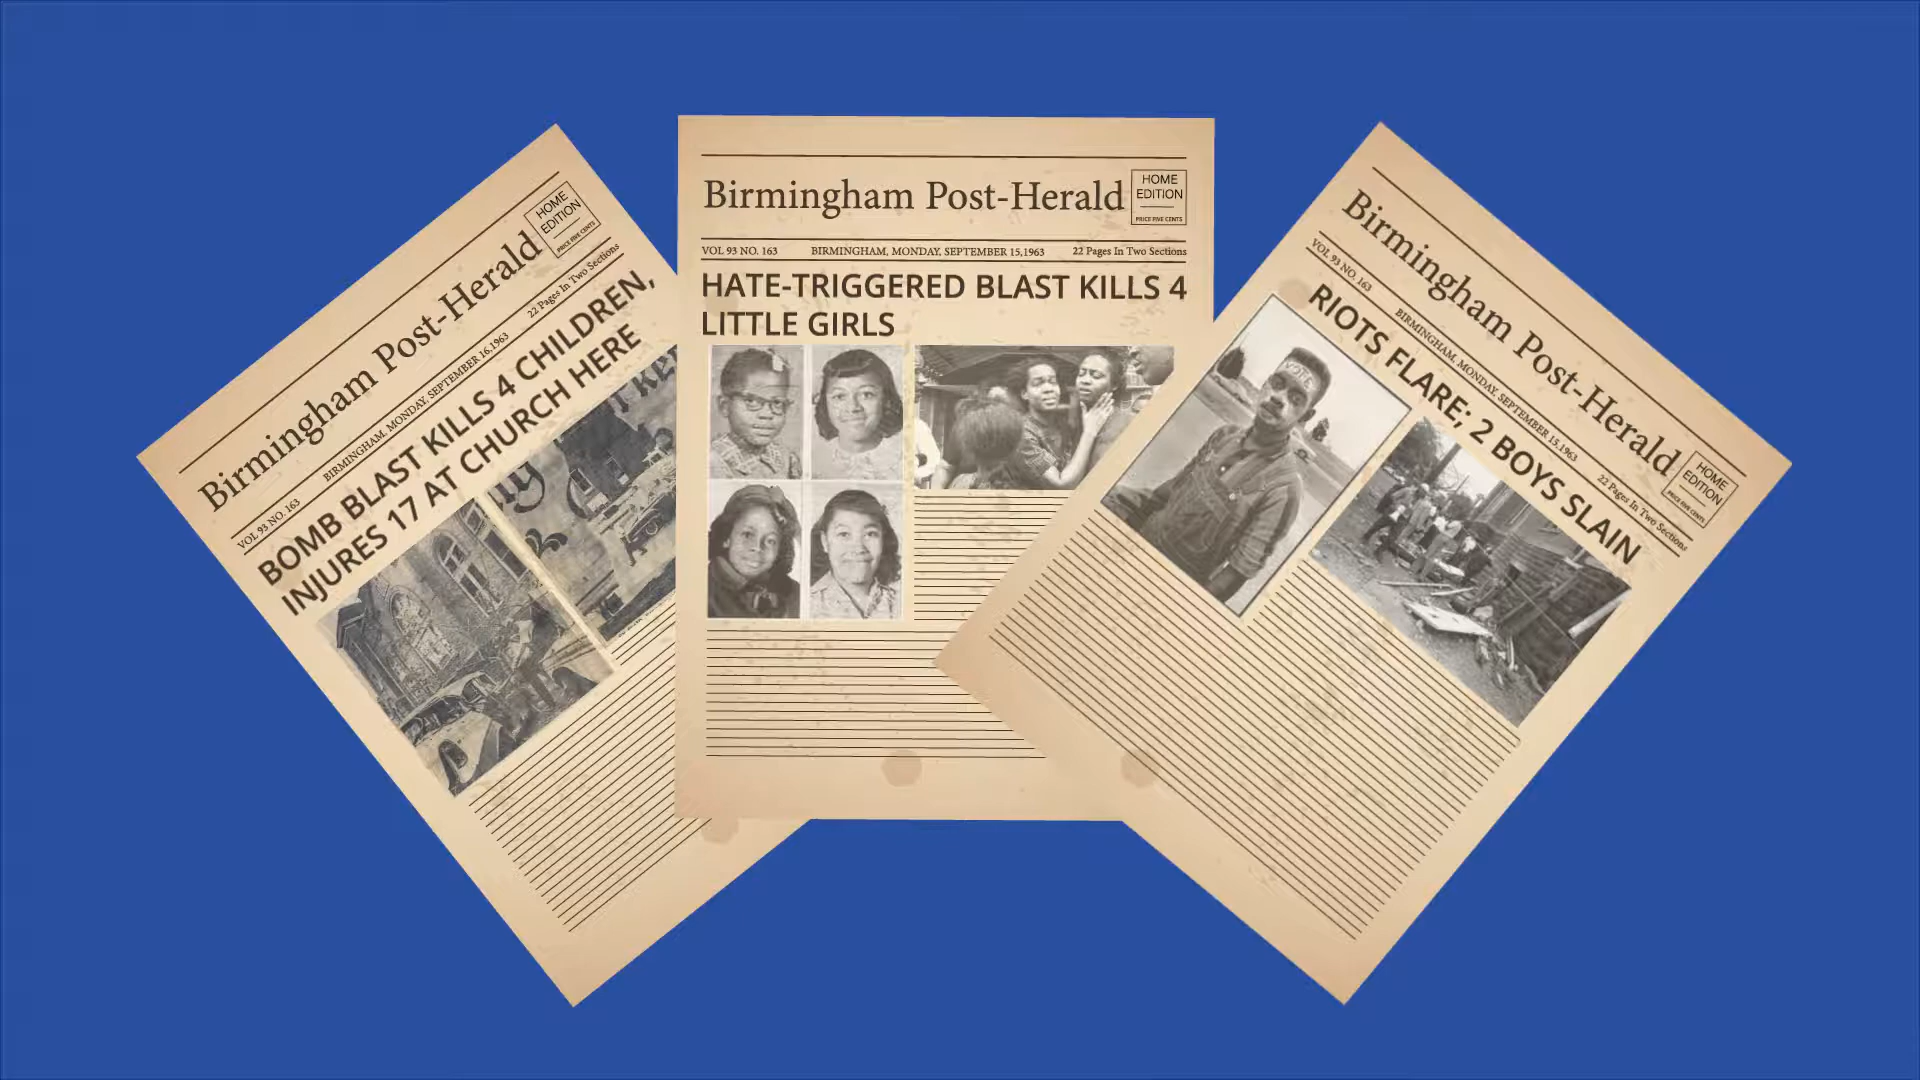 Birmingham Post-Herald
HOME
EDITION
PRICE FIVE CENTS
VOL 93 NO. 163
BIRMINGHAM, MONDAY, SEPTEMBER 16,1963
22 Pages In Two Sections
BOMB BLAST KILLS 4 CHILDREN,
INJURES 17 AT CHURCH HERE
Birmingham Post-Herald
HOME
EDITION
PRICE FIVE CENTS
VOL 93 NO. 163
BIRMINGHAM, MONDAY, SEPTEMBER 15,1963
22 Pages In Two Sections
HATE-TRIGGERED BLAST KILLS 4
LITTLE GIRLS
Birmingham Post-Herald
HOME
EDITION
PRICE FIVE CENTS
VOL 93 NO. 163
BIRMINGHAM, MONDAY, SEPTEMBER 15,1963
22 Pages In Two Sections
RIOTS FLARE; 2 BOYS SLAIN
VOTE